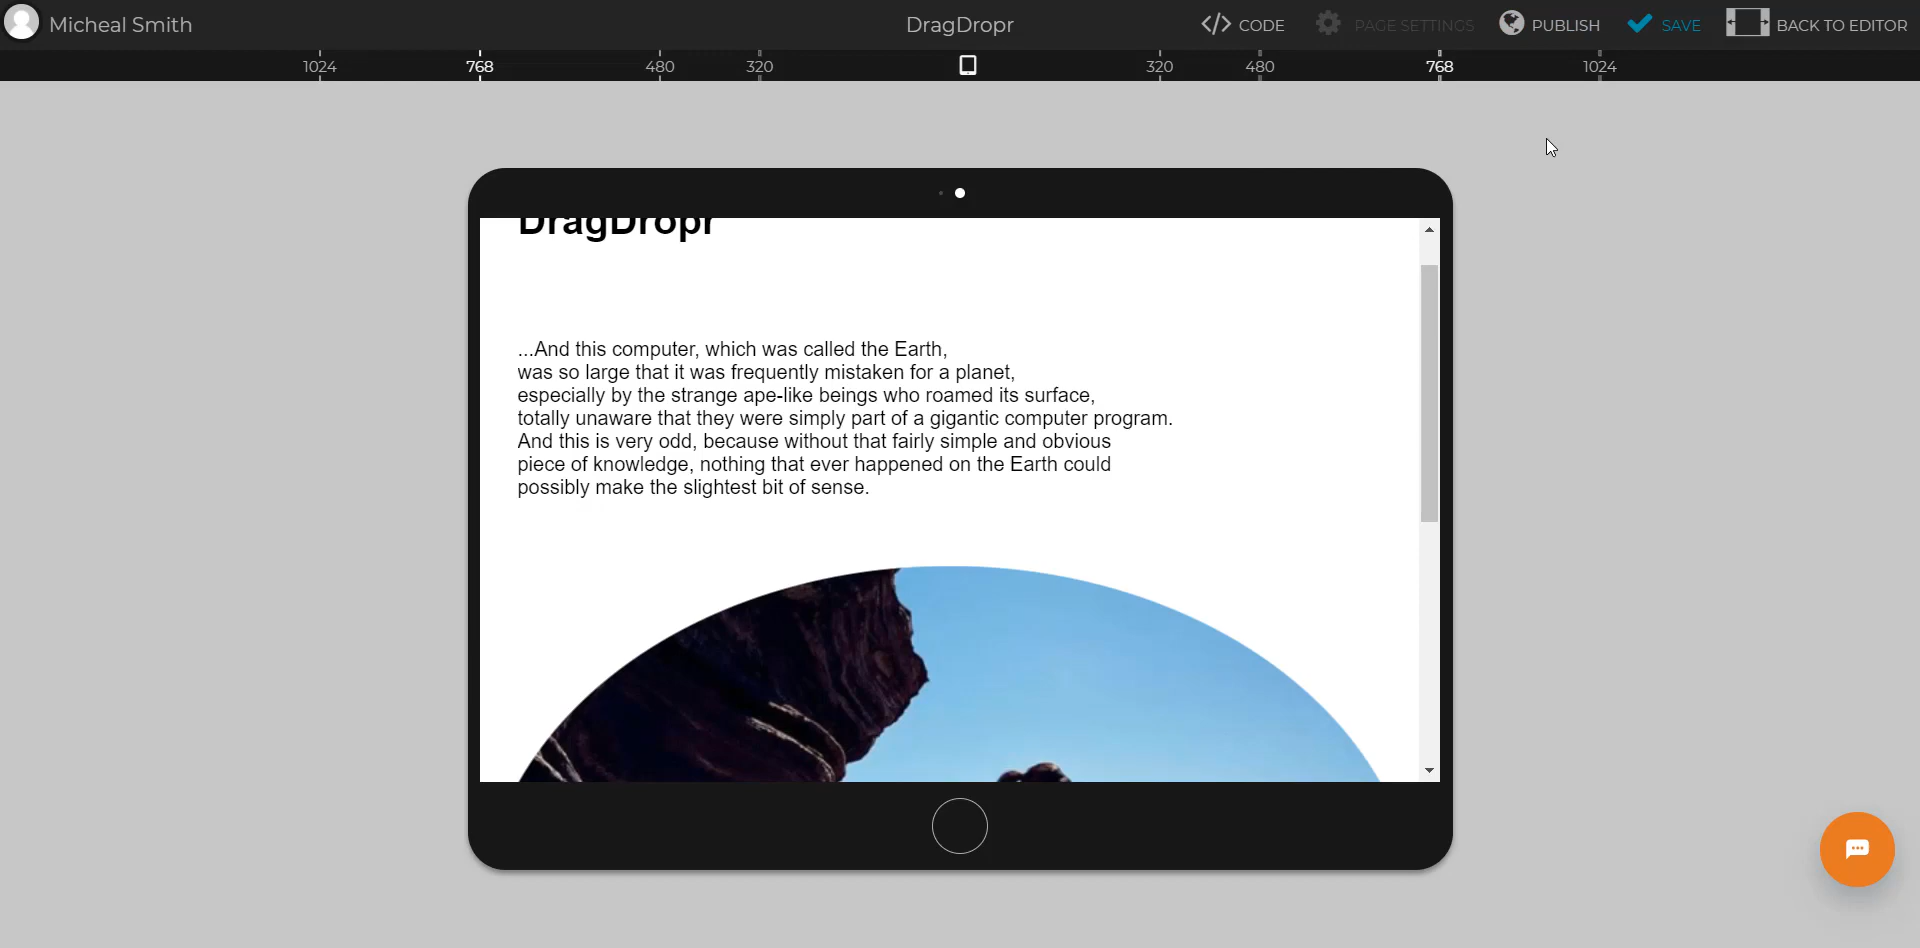 Micheal Smith
DragDropr
CODE
PAGE SETTINGS
PUBLISH
SAVE
BACK TO EDITOR
1024 768 480 320 320 480 768 1024
DragDropr
...And this computer, which was called the Earth,
was so large that it was frequently mistaken for a planet,
especially by the strange ape-like beings who roamed its surface,
totally unaware that they were simply part of a gigantic computer program.
And this is very odd, because without that fairly simple and obvious
piece of knowledge, nothing that ever happened on the Earth could
possibly make the slightest bit of sense.